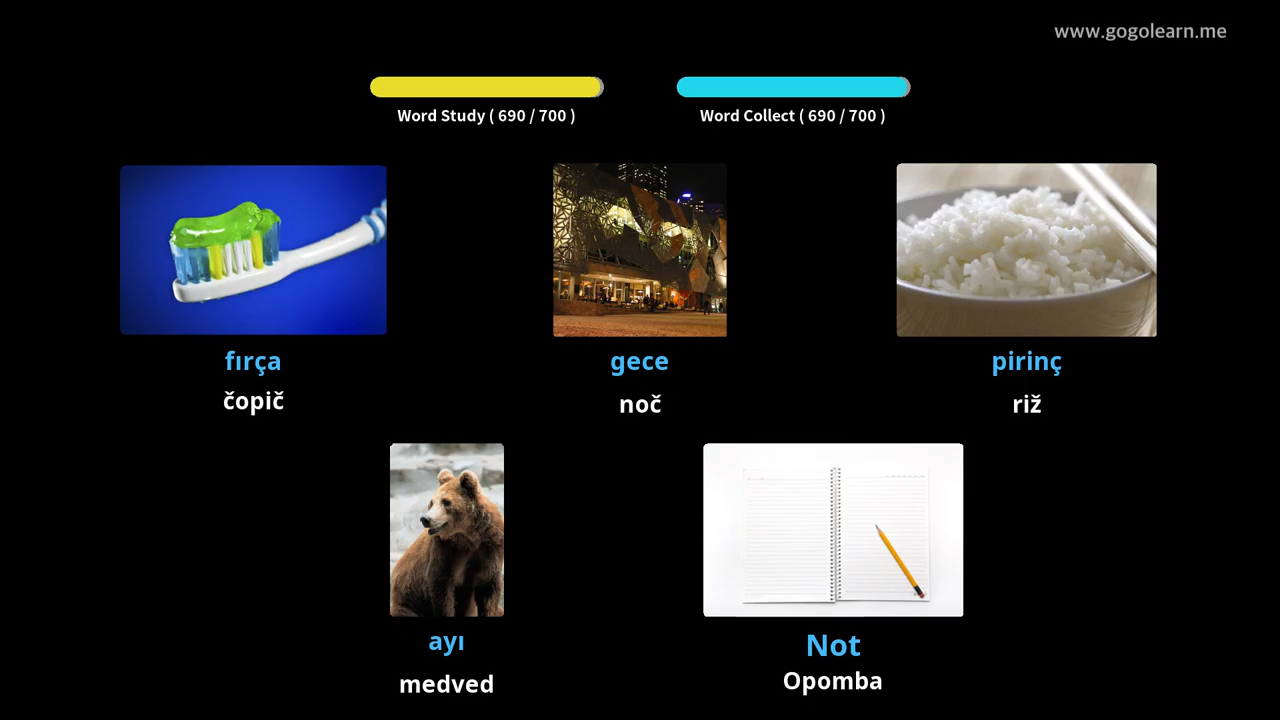 www.gogolearn.me
Word Study ( 690 / 700 )
Word Collect ( 690 / 700 )
fırça
čopič
gece
noč
pirinç
riž
ayı
medved
Not
Opomba